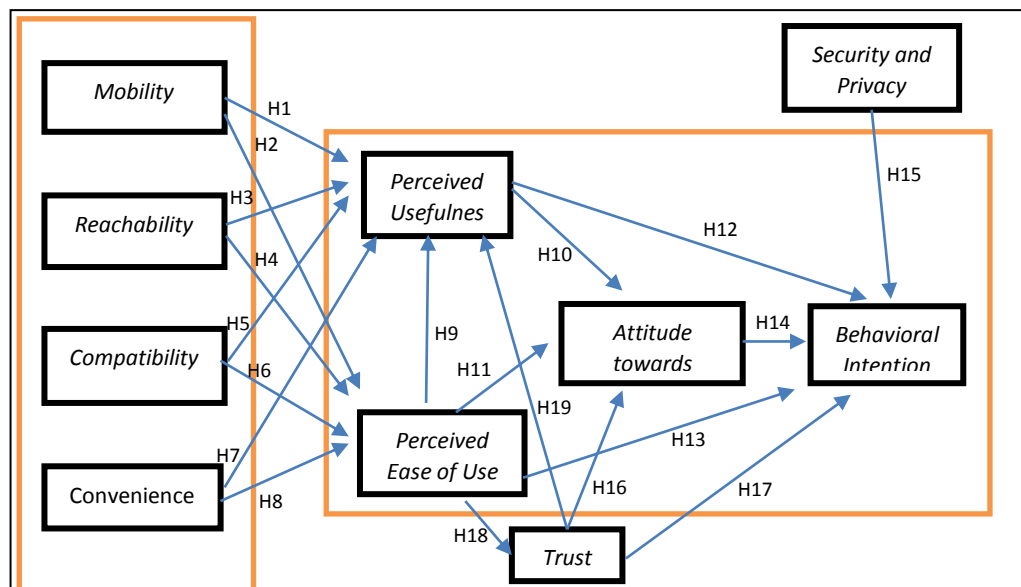 Mobility
Reachability
Compatibility
Convenience
H1
H2
H3
H4
H5
H6
H7
H8
Perceived
Usefulnes
Perceived
Ease of Use
H9
H10
H11
H12
Attitude
towards
H14
Behavioral
Intention
H13
H19
H16
H17
H18
Trust
Security and
Privacy
H15